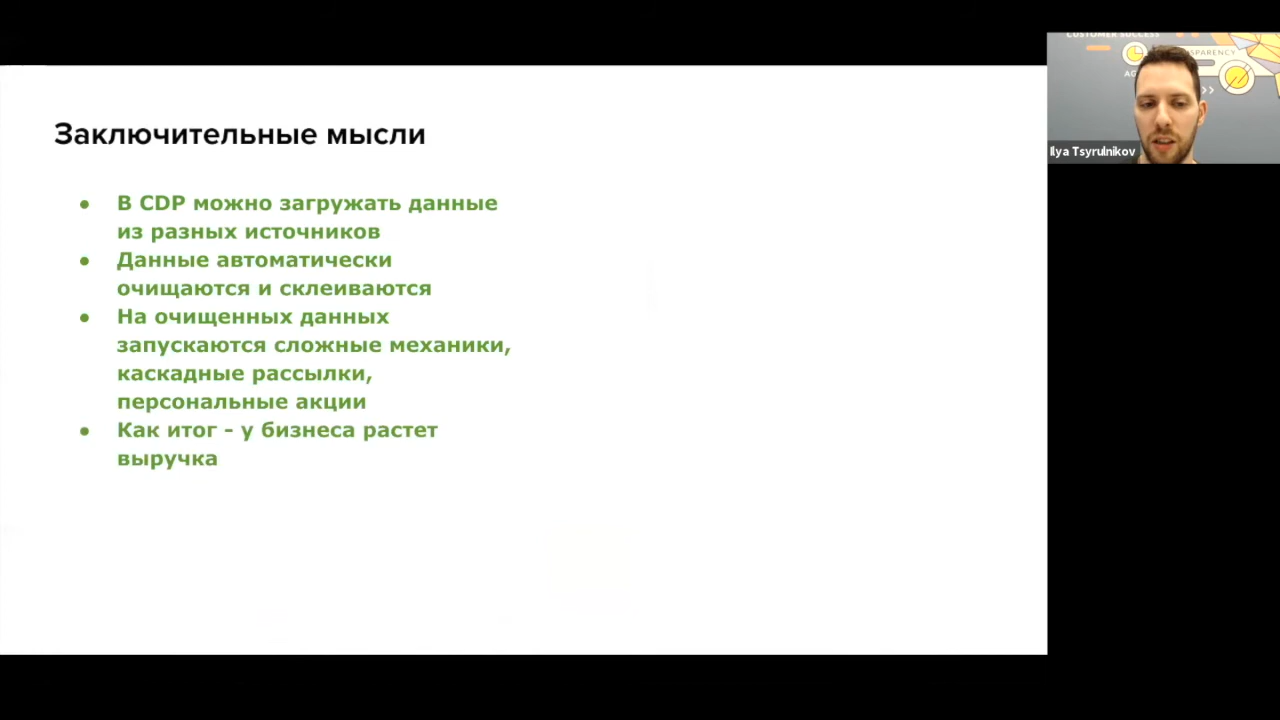 Заключительные мысли
● В CDP можно загружать данные
из разных источников
● Данные автоматически
очищаются и склеиваются
● На очищенных данных
запускаются сложные механики,
каскадные рассылки,
персональные акции
● Как итог - у бизнеса растет
выручка
CUSTOMER SUCCESS
Ilya Tsyrulnikov